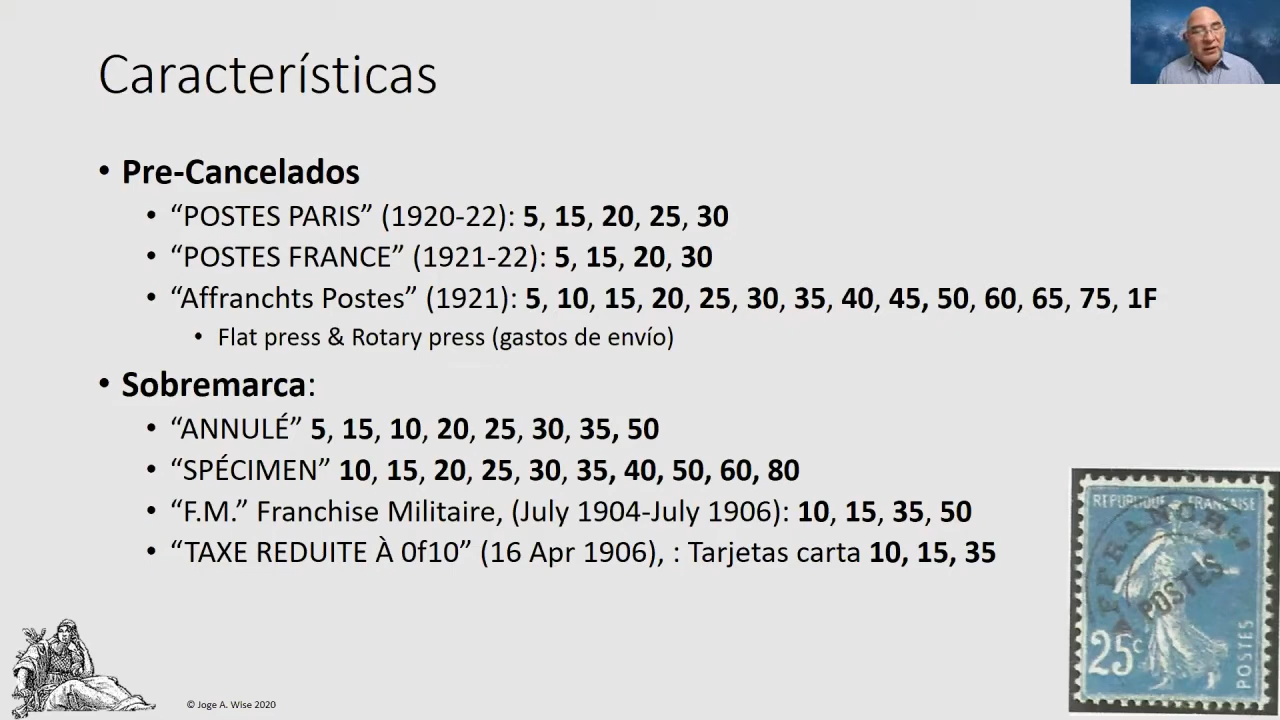 Características
• Pre-Cancelados
• “POSTES PARIS” (1920-22): 5, 15, 20, 25, 30
• “POSTES FRANCE” (1921-22): 5, 15, 20, 30
• “Affranchts Postes” (1921): 5, 10, 15, 20, 25, 30, 35, 40, 45, 50, 60, 65, 75, 1F
• Flat press & Rotary press (gastos de envío)
• Sobremarca:
• “ANNULÉ” 5, 15, 10, 20, 25, 30, 35, 50
• “SPÉCIMEN” 10, 15, 20, 25, 30, 35, 40, 50, 60, 80
• “F.M.” Franchise Militaire, (July 1904-July 1906): 10, 15, 35, 50
• “TAXE REDUITE À 0f10” (16 Apr 1906), : Tarjetas carta 10, 15, 35
REPUBLIQUE FRANÇAISE
AFFRANCHts
POSTES
25c
POSTES
© Joge A. Wise 2020